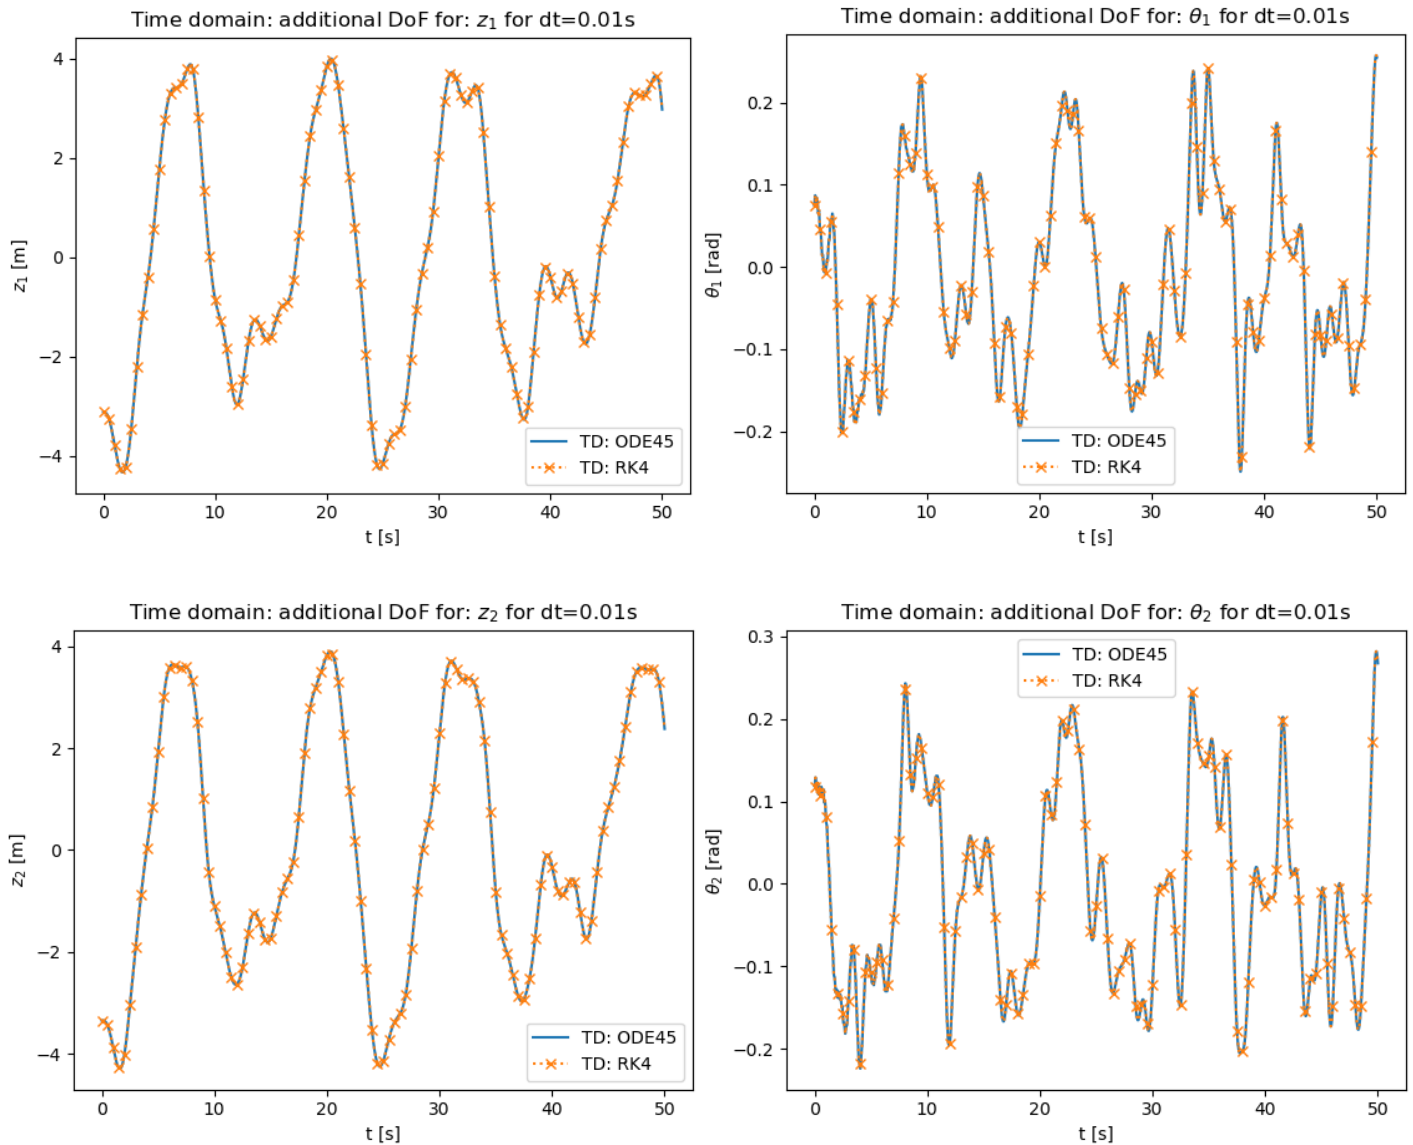 Time domain: additional DoF for: z₁ for dt=0.01s
z₁ [m]
4
2
0
−2
−4
TD: ODE45
TD: RK4
0 10 20 30 40 50
t [s]
Time domain: additional DoF for: θ₁ for dt=0.01s
θ₁ [rad]
0.2
0.1
0.0
−0.1
−0.2
TD: ODE45
TD: RK4
0 10 20 30 40 50
t [s]
Time domain: additional DoF for: z₂ for dt=0.01s
z₂ [m]
4
2
0
−2
−4
TD: ODE45
TD: RK4
0 10 20 30 40 50
t [s]
Time domain: additional DoF for: θ₂ for dt=0.01s
θ₂ [rad]
0.3
0.2
0.1
0.0
−0.1
−0.2
TD: ODE45
TD: RK4
0 10 20 30 40 50
t [s]